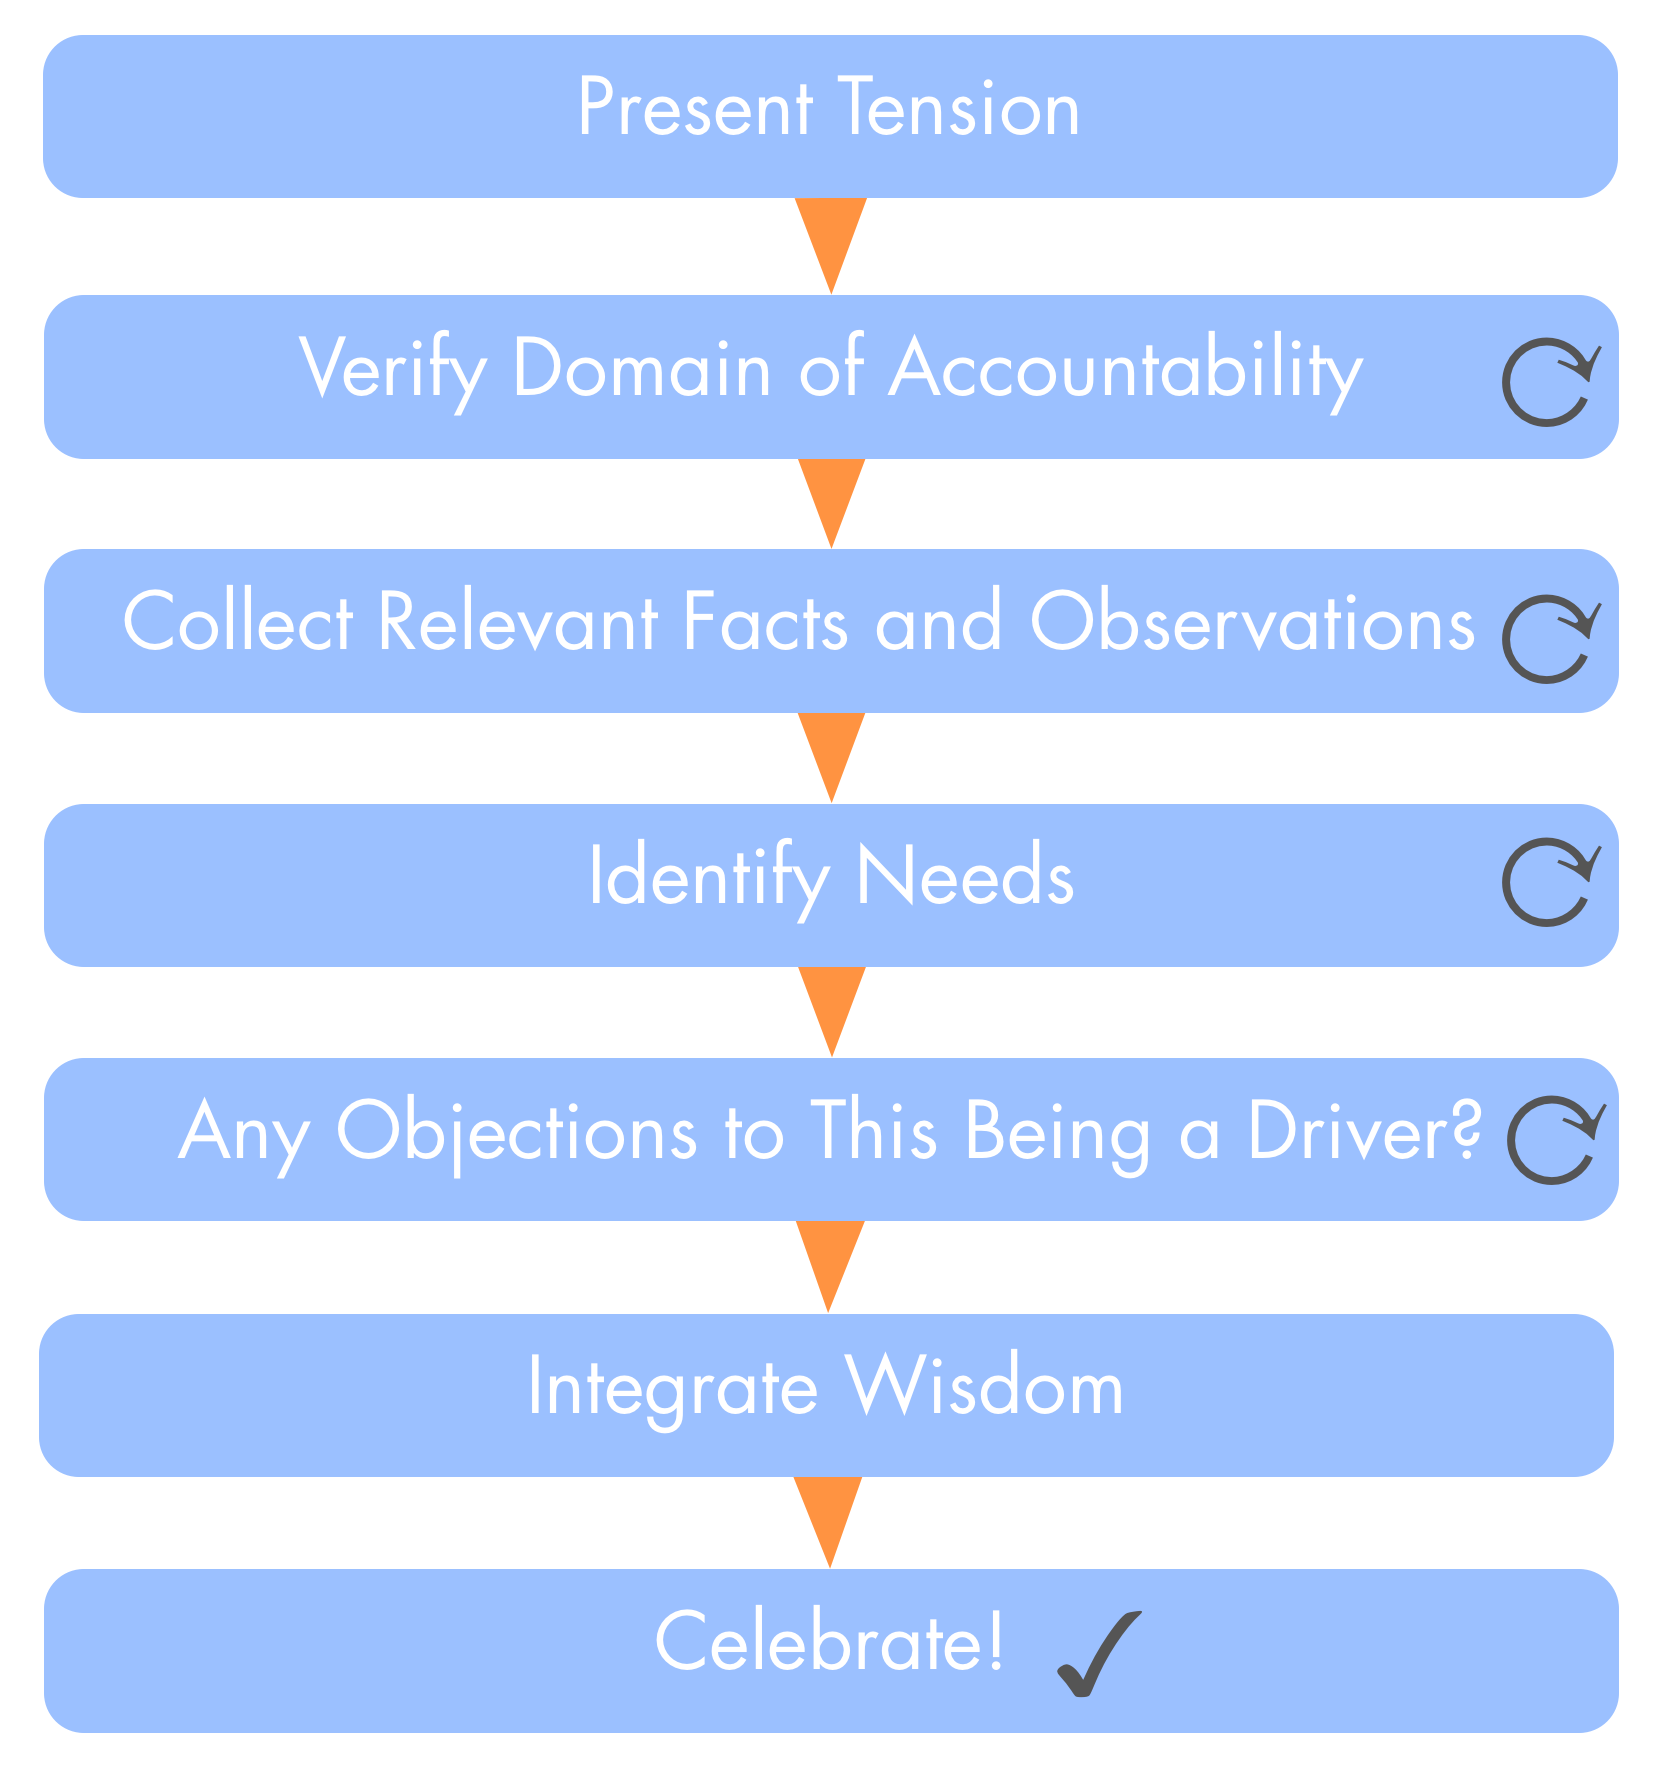 Present Tension
Verify Domain of Accountability
Collect Relevant Facts and Observations
Identify Needs
Any Objections to This Being a Driver?
Integrate Wisdom
Celebrate!